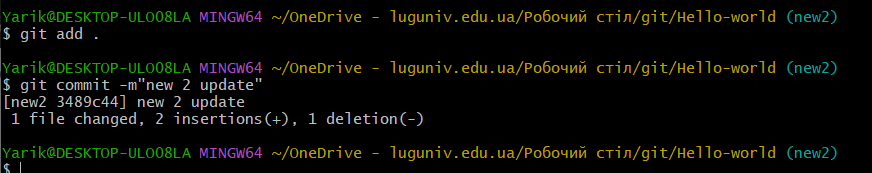 Yarik@DESKTOP-ULOO8LA MINGW64 ~/OneDrive - luguniv.edu.ua/Робочий стіл/git/Hello-world (new2)
$ git add .
Yarik@DESKTOP-ULOO8LA MINGW64 ~/OneDrive - luguniv.edu.ua/Робочий стіл/git/Hello-world (new2)
$ git commit -m"new 2 update"
[new2 3489c44] new 2 update
1 file changed, 2 insertions(+), 1 deletion(-)
Yarik@DESKTOP-ULOO8LA MINGW64 ~/OneDrive - luguniv.edu.ua/Робочий стіл/git/Hello-world (new2)
$